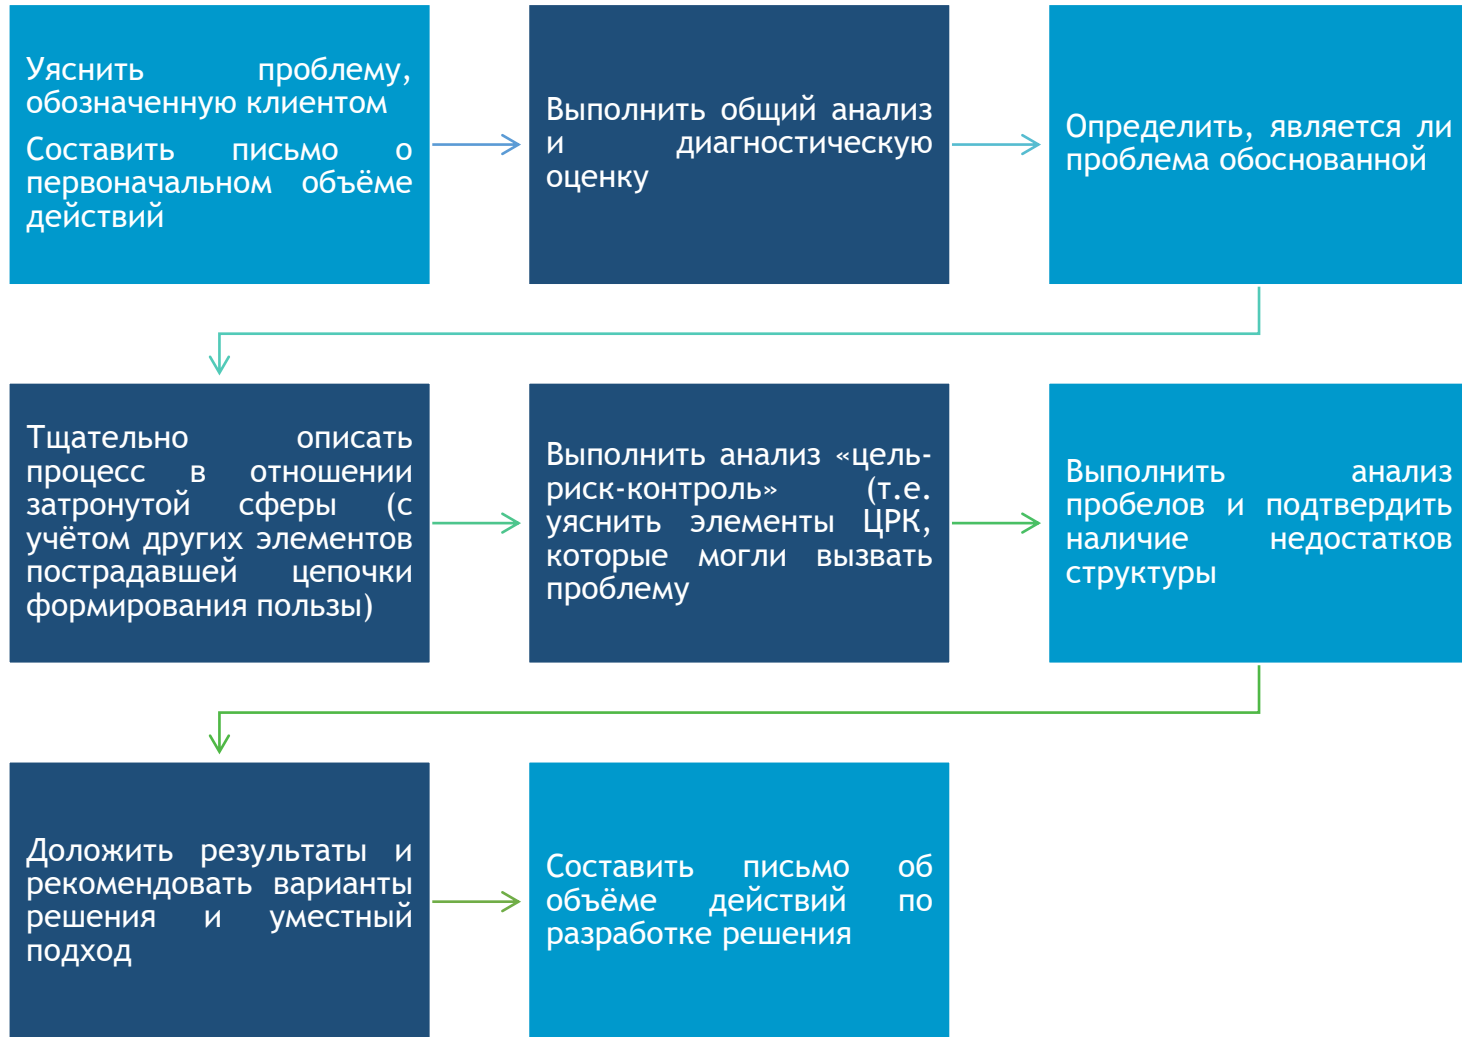 Уяснить проблему,
обозначенную клиентом
Составить письмо о
первоначальном объёме
действий
Выполнить общий анализ
и диагностическую
оценку
Определить, является ли
проблема обоснованной
Тщательно описать
процесс в отношении
затронутой сферы (с
учётом других элементов
пострадавшей цепочки
формирования пользы)
Выполнить анализ «цель-
риск-контроль» (т.е.
уяснить элементы ЦРК,
которые могли вызвать
проблему
Выполнить анализ
пробелов и подтвердить
наличие недостатков
структуры
Доложить результаты и
рекомендовать варианты
решения и уместный
подход
Составить письмо об
объёме действий по
разработке решения